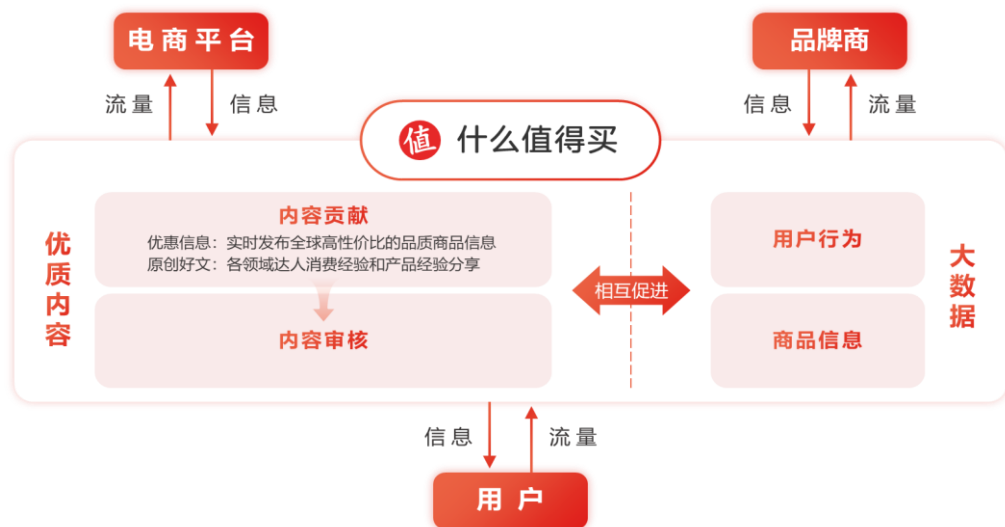 电商平台
品牌商
流量
信息
信息
流量
值 什么值得买
优质内容
内容贡献
优惠信息：实时发布全球高性价比的品质商品信息
原创好文：各领域达人消费经验和产品经验分享
内容审核
相互促进
用户行为
商品信息
大数据
信息
流量
用户